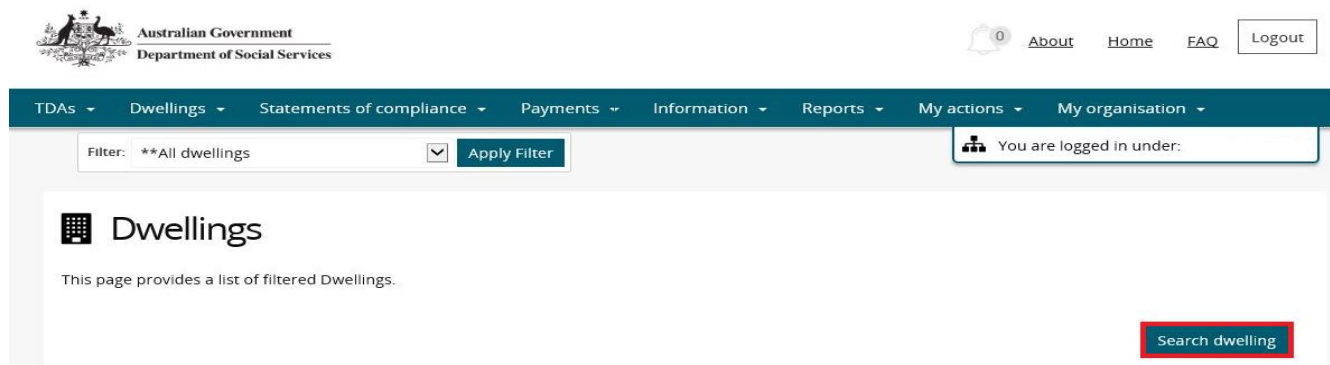 Australian Government
Department of Social Services
0 About Home FAQ Logout
TDAs Dwellings Statements of compliance Payments Information Reports My actions My organisation
Filter: **All dwellings Apply Filter
You are logged in under:
Dwellings
This page provides a list of filtered Dwellings.
Search dwelling